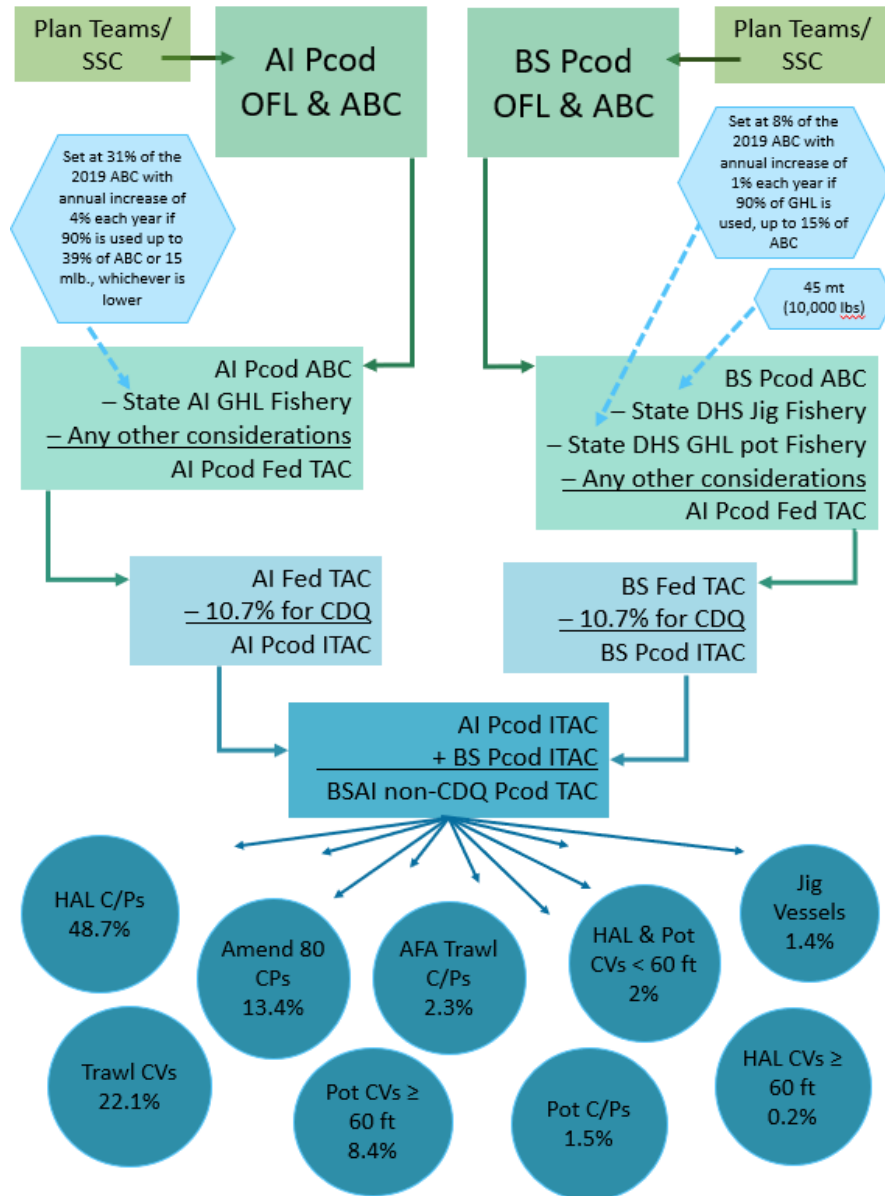 Plan Teams/
SSC
AI Pcod
OFL & ABC
BS Pcod
OFL & ABC
Plan Teams/
SSC
Set at 31% of the
2019 ABC with
annual increase of
4% each year if
90% is used up to
39% of ABC or 15
mlb., whichever is
lower
Set at 8% of the
2019 ABC with
annual increase of
1% each year if
90% of GHL is
used, up to 15% of
ABC
45 mt
(10,000 lbs)
AI Pcod ABC
– State AI GHL Fishery
– Any other considerations
AI Pcod Fed TAC
BS Pcod ABC
– State DHS Jig Fishery
– State DHS GHL pot Fishery
– Any other considerations
AI Pcod Fed TAC
AI Fed TAC
– 10.7% for CDQ
AI Pcod ITAC
BS Fed TAC
– 10.7% for CDQ
BS Pcod ITAC
AI Pcod ITAC
+ BS Pcod ITAC
BSAI non-CDQ Pcod TAC
HAL C/Ps
48.7%
Amend 80
CPs
13.4%
AFA Trawl
C/Ps
2.3%
HAL & Pot
CVs < 60 ft
2%
Jig
Vessels
1.4%
Trawl CVs
22.1%
Pot CVs ≥
60 ft
8.4%
Pot C/Ps
1.5%
HAL CVs ≥
60 ft
0.2%